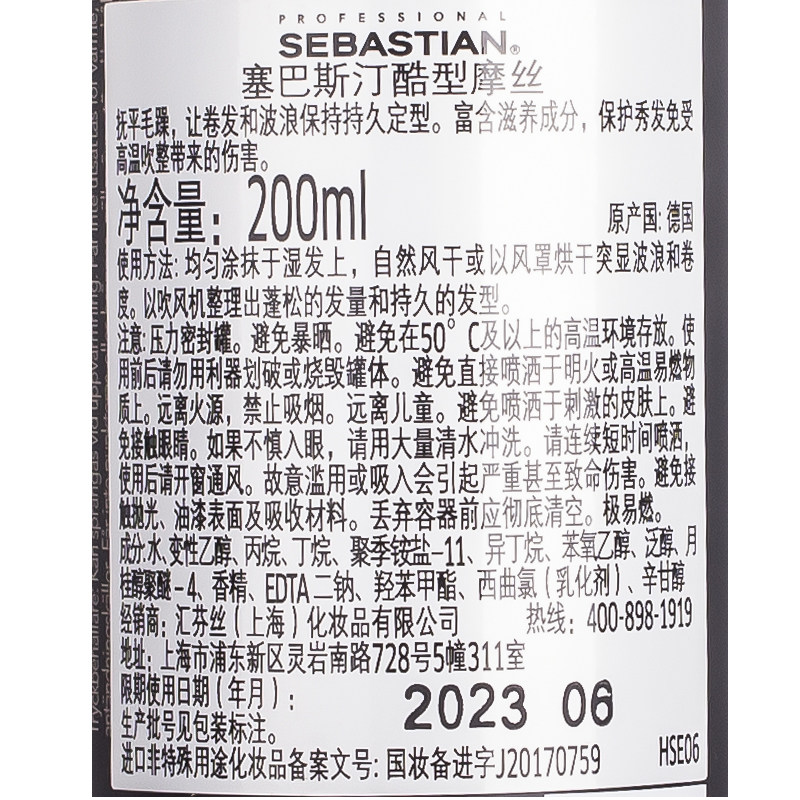 PROFESSIONAL
SEBASTIAN®
塞巴斯汀酷型摩丝
抚平毛躁，让卷发和波浪保持持久定型。富含滋养成分，保护秀发免受
高温吹整带来的伤害。
净含量：200ml
原产国：德国
使用方法：均匀涂抹于湿发上，自然风干或以风罩烘干突显波浪和卷
度。以吹风机整理出蓬松的发量和持久的发型。
注意：压力密封罐。避免暴晒。避免在50°C及以上的高温环境存放。使
用前后请勿用利器划破或烧毁罐体。避免直接喷洒于明火或高温易燃物
质上。远离火源，禁止吸烟。远离儿童。避免喷洒于刺激的皮肤上。避
免接触眼睛。如果不慎入眼，请用大量清水冲洗。请连续短时间喷洒，
使用后请开窗通风。故意滥用或吸入会引起严重甚至致命伤害。避免接
触抛光、油漆表面及吸收材料。丢弃容器前应彻底清空。极易燃。
成分：水、变性乙醇、丙烷、丁烷、聚季铵盐-11、异丁烷、苯氧乙醇、泛醇、月
桂醇聚醚-4、香精、EDTA二钠、羟苯甲酯、西曲氯（乳化剂）、辛甘醇
经销商：汇芬丝（上海）化妆品有限公司 热线：400-898-1919
地址：上海市浦东新区灵岩南路728号5幢311室
限期使用日期（年月）：
2023 06
生产批号见包装标注。
进口非特殊用途化妆品备案文号：国妆备进字J20170759
HSE06